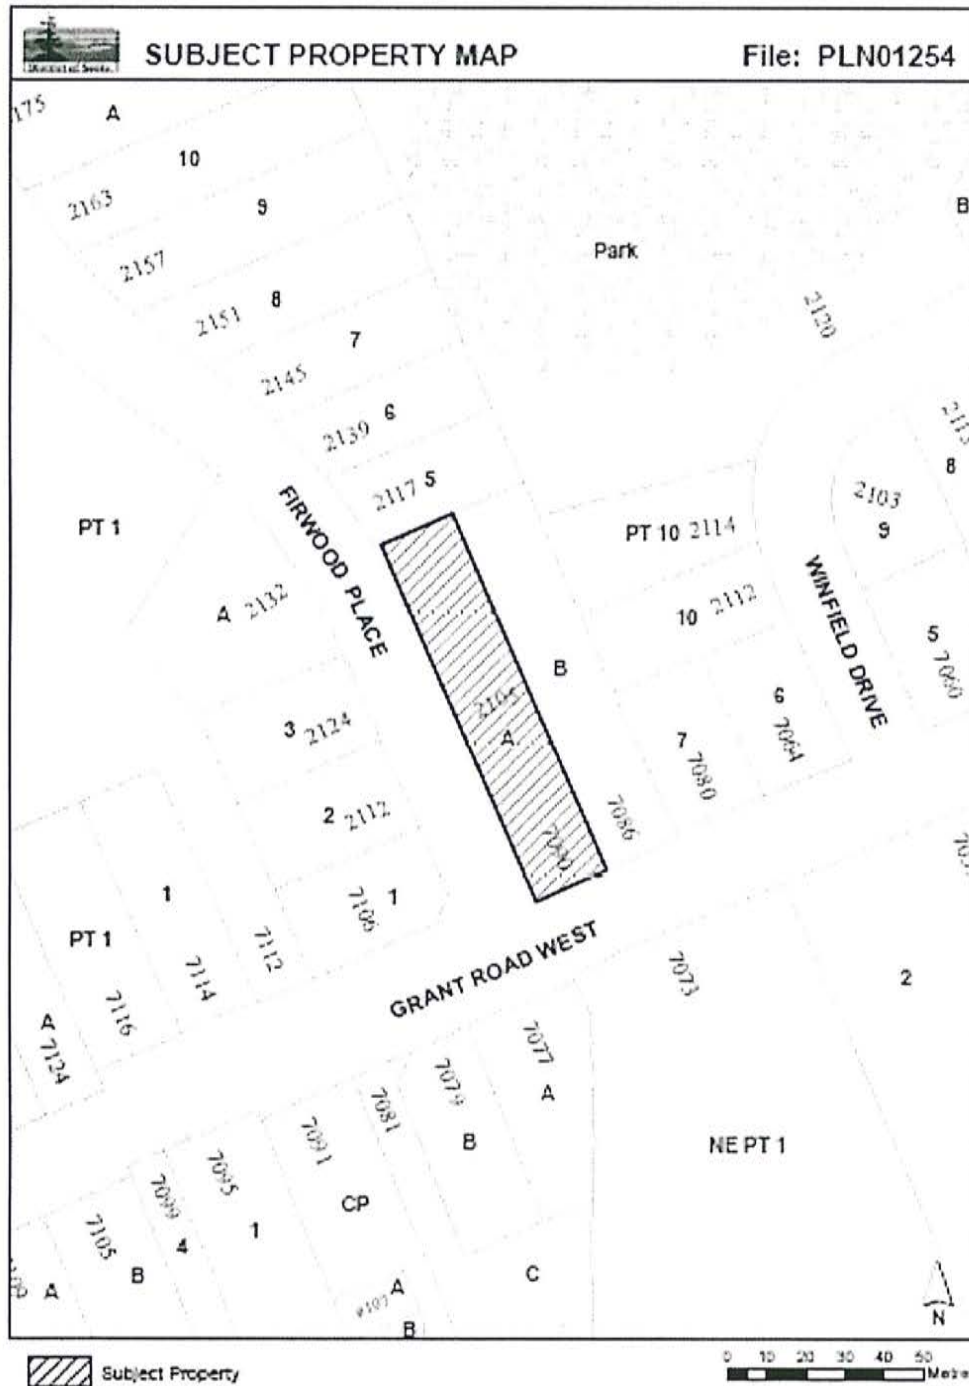 SUBJECT PROPERTY MAP
File: PLN01254
A
10
2163
9
2157
B
Park
8
2151
7
2145
2120
6
2139
5
2117
8
2103
9
FIRWOOD PLACE
PT 1
PT 10 2114
WINFIELD DRIVE
A 2132
10 2112
B
5
7060
3 2124
6
7064
A
7
7080
2 2112
7086
1
7106
1
PT 1
7112
7114
7116
A
7124
GRANT ROAD WEST
7073
2
7077
A
7079
B
7081
NE PT 1
7091
CP
7095
1
7099
4
7105
B
A
C
A
B
N
Subject Property
0 10 20 30 40 50